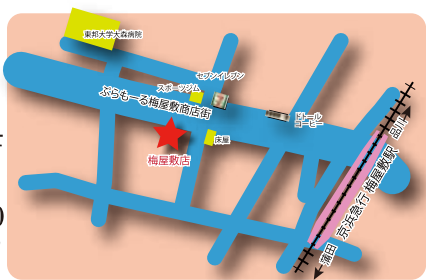 東邦大学大森病院
セブンイレブン
スポーツジム
ぷらもーる梅屋敷商店街
ドトール
コーヒー
床屋
梅屋敷店
品川
京浜急行 梅屋敷駅
蒲田